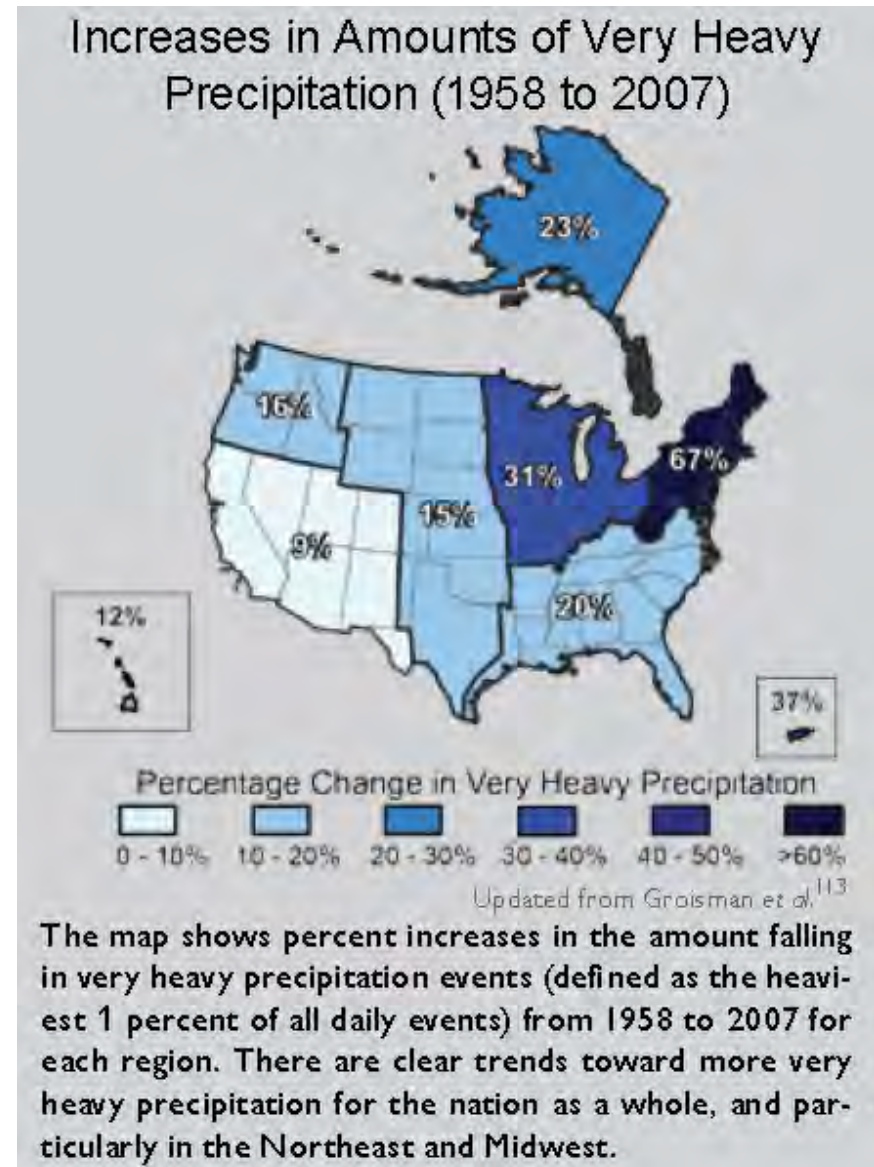 Increases in Amounts of Very Heavy
Precipitation (1958 to 2007)
23%
16%
67%
31%
15%
9%
20%
12%
37%
Percentage Change in Very Heavy Precipitation
0 - 10% 10 - 20% 20 - 30% 30 - 40% 40 - 50% >60%
Updated from Groisman et al.113
The map shows percent increases in the amount falling
in very heavy precipitation events (defined as the heavi-
est 1 percent of all daily events) from 1958 to 2007 for
each region. There are clear trends toward more very
heavy precipitation for the nation as a whole, and par-
ticularly in the Northeast and Midwest.